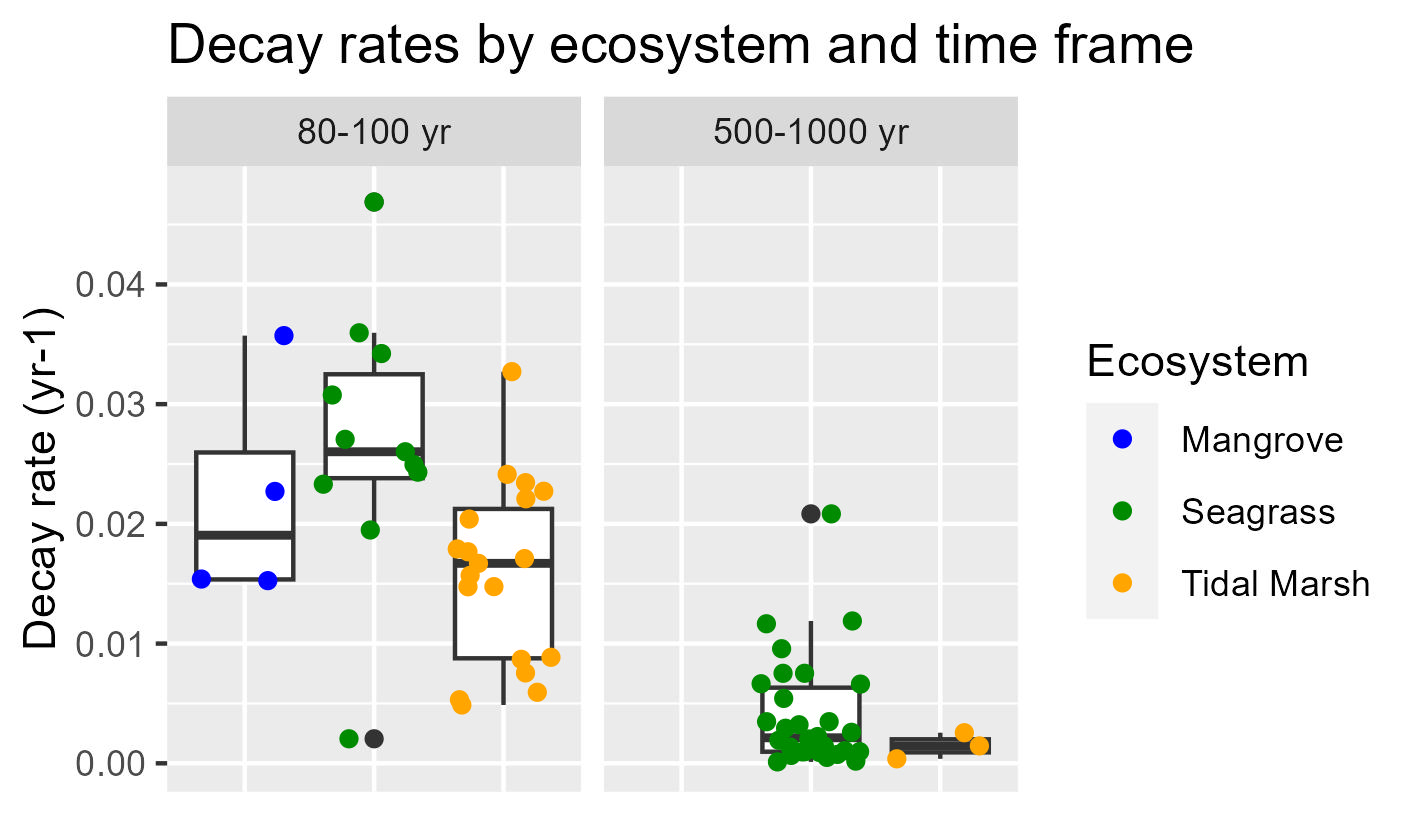 Decay rates by ecosystem and time frame
80-100 yr
500-1000 yr
Decay rate (yr-1)
0.04
0.03
0.02
0.01
0.00
Ecosystem
Mangrove
Seagrass
Tidal Marsh